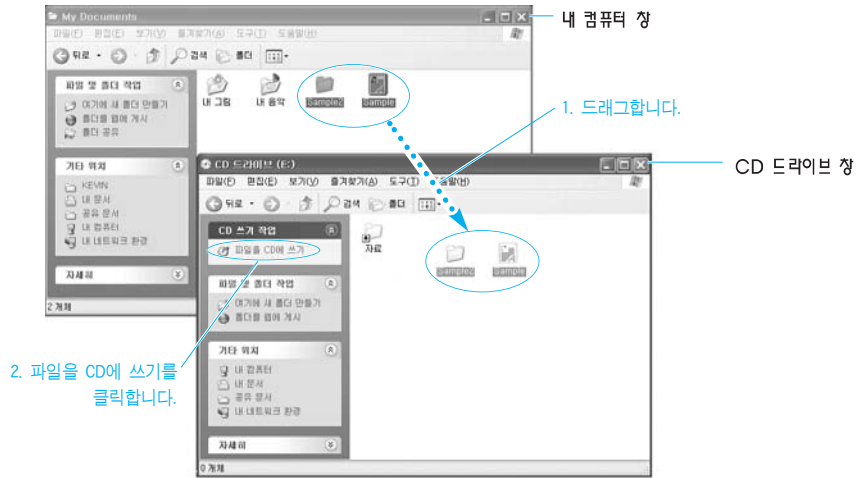 My Documents
내 컴퓨터 창
파일(F) 편집(E) 보기(V) 즐겨찾기(A) 도구(T) 도움말(H)
뒤로 검색 폴더
파일 및 폴더 작업
여기에 새 폴더 만들기
폴더를 웹에 게시
폴더 공유
내 그림
내 음악
Sample2
Sample
1. 드래그합니다.
기타 위치
KEVIN
내 문서
공유 문서
내 컴퓨터
내 네트워크 환경
자세히
2 개체
CD 드라이브 (E:)
CD 드라이브 창
파일(F) 편집(E) 보기(V) 즐겨찾기(A) 도구(T) 도움말(H)
뒤로 검색 폴더
CD 쓰기 작업
파일을 CD에 쓰기
자료
Sample2
Sample
파일 및 폴더 작업
여기에 새 폴더 만들기
폴더를 웹에 게시
기타 위치
내 컴퓨터
내 문서
공유 문서
내 네트워크 환경
자세히
0 개체
2. 파일을 CD에 쓰기를
클릭합니다.